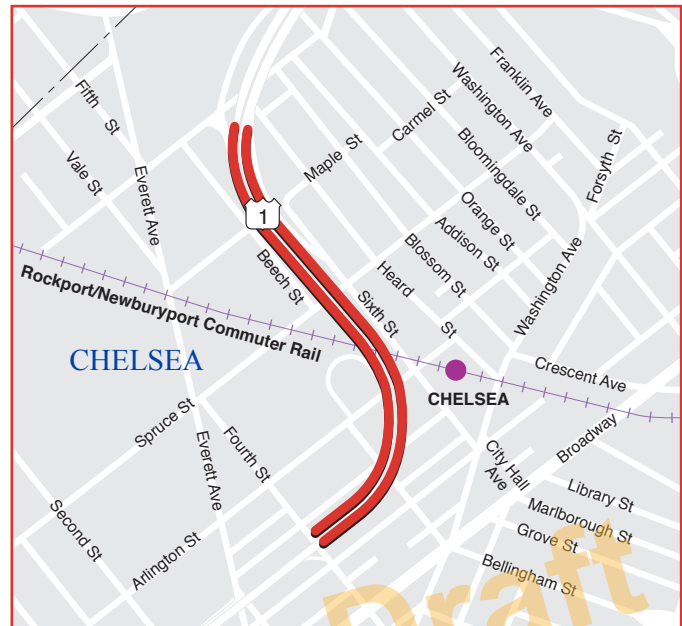 Franklin Ave
Washington Ave
Fifth St
Carmel St
Bloomingdale St
Forsyth St
Maple St
Vale St
Everett Ave
Orange St
Addison St
1
Blossom St
Washington Ave
Beech St
Heard St
Sixth St
Rockport/Newburyport Commuter Rail
CHELSEA
Crescent Ave
CHELSEA
Broadway
Spruce St
Fourth St
Everett Ave
City Hall
Ave
Library St
Marlborough St
Second St
Grove St
Arlington St
Bellingham St
Draft